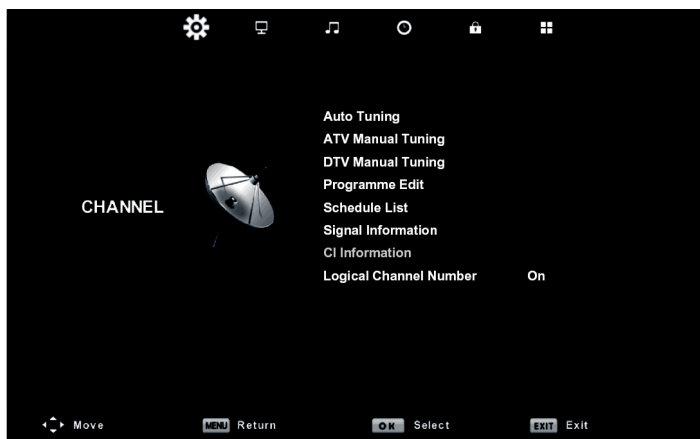 CHANNEL
Auto Tuning
ATV Manual Tuning
DTV Manual Tuning
Programme Edit
Schedule List
Signal Information
CI Information
Logical Channel Number On
Move MENU Return OK Select EXIT Exit